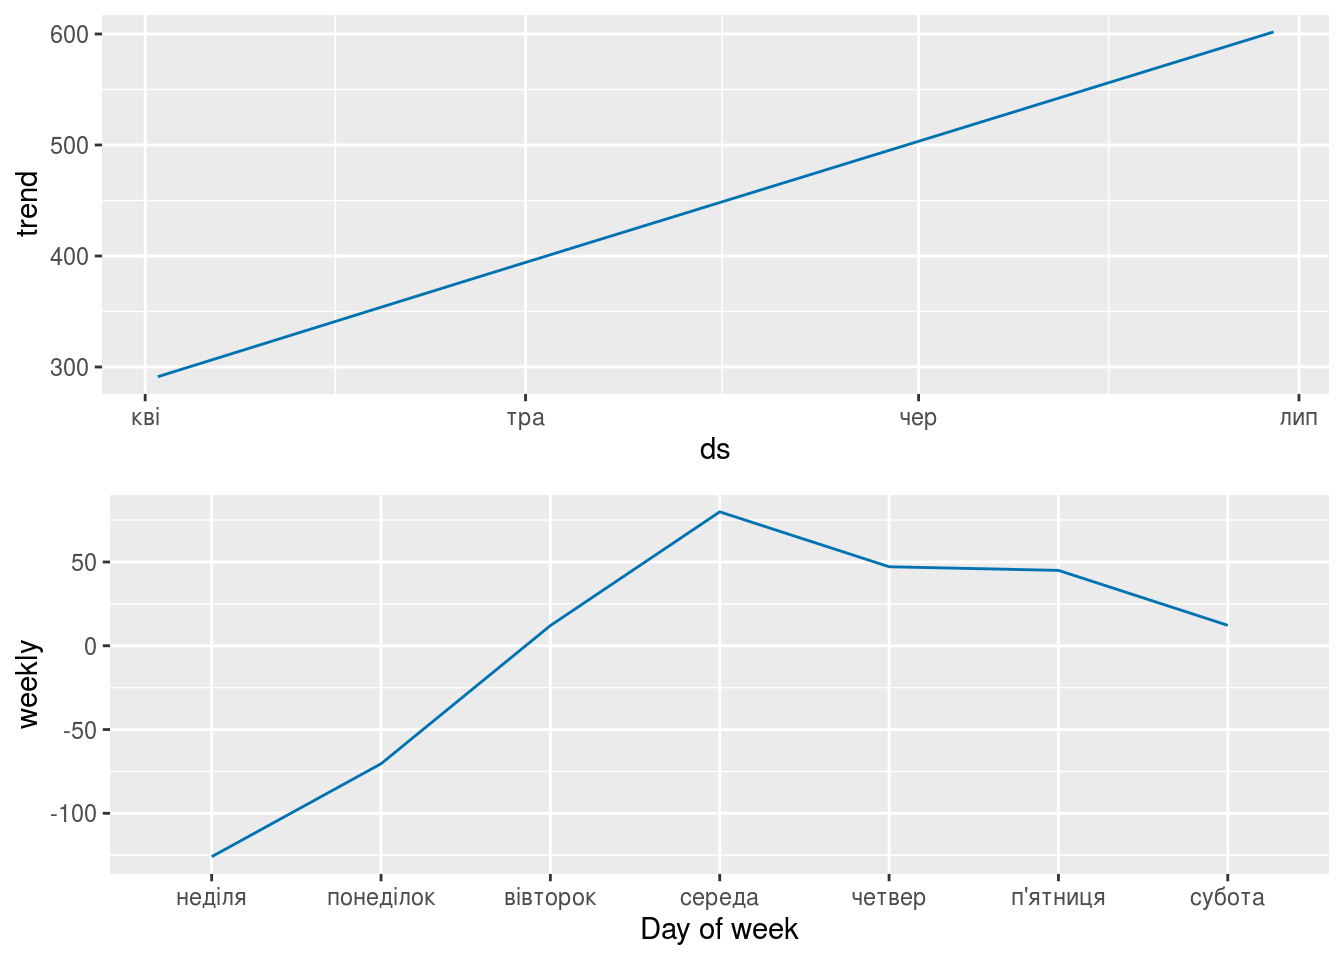 600
500
400
300
trend
кві тра чер лип
ds
50
0
-50
-100
weekly
неділя понеділок вівторок середа четвер п'ятниця субота
Day of week